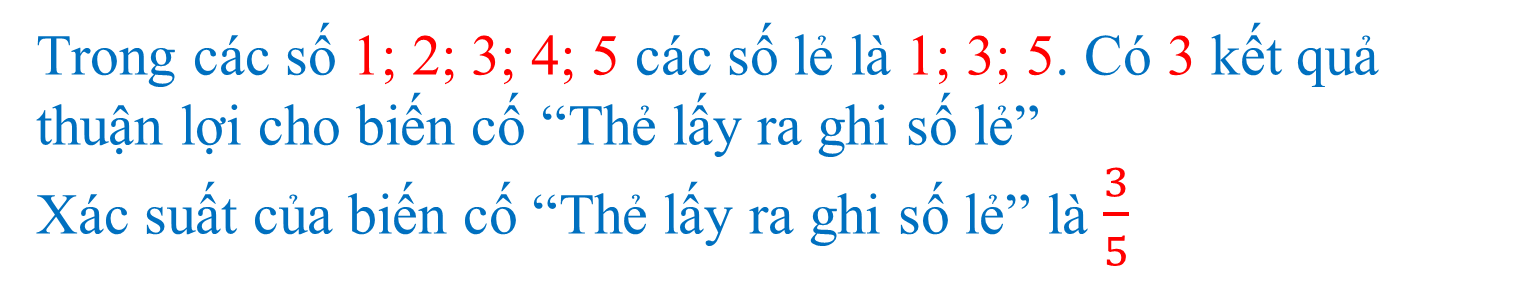 Trong các số 1; 2; 3; 4; 5 các số lẻ là 1; 3; 5. Có 3 kết quả
thuận lợi cho biến cố “Thẻ lấy ra ghi số lẻ”
Xác suất của biến cố “Thẻ lấy ra ghi số lẻ” là 3/5